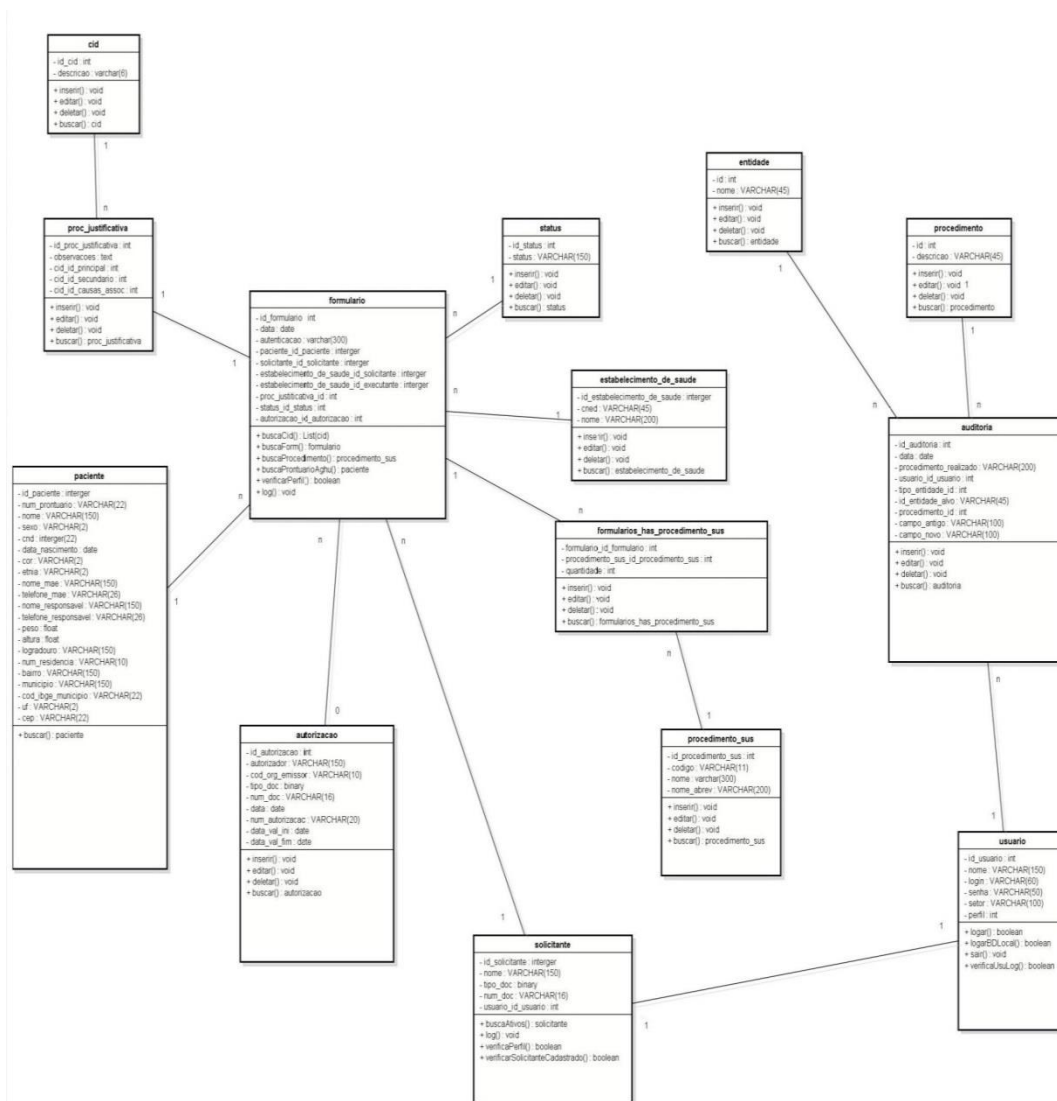 cid
- id_cid : int
- descricao : varchar(6)
+ inserir() : void
+ editar() : void
+ deletar() : void
+ buscar() : cid
1
n
proc_justificativa
- id_proc_justificativa : int
- observacoes : text
- cid_id_principal : int
- cid_id_secundario : int
- cid_id_causas_assoc : int
+ inserir() : void
+ editar() : void
+ deletar() : void
+ buscar() : proc_justificativa
1
1
formulario
- id_formulario : int
- data : date
- autenticacao : varchar(300)
- paciente_id_paciente : interger
- solicitante_id_solicitante : interger
- estabelecimento_de_saude_id_solicitante : interger
- estabelecimento_de_saude_id_executante : interger
- proc_justificativa_id : int
- status_id_status : int
- autorizacao_id_autorizacao : int
+ buscaCid() : List(cid)
+ buscaForm() : formulario
+ buscaProcedimento() : procedimento_sus
+ buscaProntuarioAghu() : paciente
+ verificarPerfil() : boolean
+ log() : void
status
- id_status : int
- status : VARCHAR(150)
+ inserir() : void
+ editar() : void
+ deletar() : void
+ buscar() : status
1
n
estabelecimento_de_saude
- id_estabelecimento_de_saude : interger
- cned : VARCHAR(45)
- nome : VARCHAR(200)
+ inserir() : void
+ editar() : void
+ deletar() : void
+ buscar() : estabelecimento_de_saude
n
1
entidade
- id : int
- nome : VARCHAR(45)
+ inserir() : void
+ editar() : void
+ deletar() : void
+ buscar() : entidade
1
n
procedimento
- id : int
- descricao : VARCHAR(45)
+ inserir() : void
+ editar() : void 1
+ deletar() : void
+ buscar() : procedimento
1
n
auditoria
- id_auditoria : int
- data : date
- procedimento_realizado : VARCHAR(200)
- usuario_id_usuario : int
- tipo_entidade_id : int
- id_entidade_alvo : VARCHAR(45)
- procedimento_id : int
- campo_antigo : VARCHAR(100)
- campo_novo : VARCHAR(100)
+ inserir() : void
+ editar() : void
+ deletar() : void
+ buscar() : auditoria
n
1
paciente
- id_paciente : interger
- num_prontuario : VARCHAR(22)
- nome : VARCHAR(150)
- sexo : VARCHAR(2)
- cnd : interger(22)
- data_nascimento : date
- cor : VARCHAR(2)
- etnia : VARCHAR(2)
- nome_mae : VARCHAR(150)
- telefone_mae : VARCHAR(26)
- nome_responsavel : VARCHAR(150)
- telefone_responsavel : VARCHAR(26)
- peso : float
- altura : float
- logradouro : VARCHAR(150)
- num_residencia : VARCHAR(10)
- bairro : VARCHAR(150)
- municipio : VARCHAR(150)
- cod_ibge_municipio : VARCHAR(22)
- uf : VARCHAR(2)
- cep : VARCHAR(22)
+ buscar() : paciente
n
1
formularios_has_procedimento_sus
- formulario_id_formulario : int
- procedimento_sus_id_procedimento_sus : int
- quantidade : int
+ inserir() : void
+ editar() : void
+ deletar() : void
+ buscar() : formularios_has_procedimento_sus
1
n
n
1
autorizacao
- id_autorizacao : int
- autorizador : VARCHAR(150)
- cod_org_emissor : VARCHAR(10)
- tipo_doc : binary
- num_doc : VARCHAR(16)
- data : date
- num_autorizacac : VARCHAR(20)
- data_val_ini : date
- data_val_fim : date
+ inserir() : void
+ editar() : void
+ deletar() : void
+ buscar() : autorizacao
n
0
procedimento_sus
- id_procedimento_sus : int
- codigo : VARCHAR(11)
- nome : varchar(300)
- nome_abrev : VARCHAR(200)
+ inserir() : void
+ editar() : void
+ deletar() : void
+ buscar() : procedimento_sus
usuario
- id_usuario : int
- nome : VARCHAR(150)
- login : VARCHAR(60)
- senha : VARCHAR(50)
- setor : VARCHAR(100)
- perfil : int
+ logar() : boolean
+ logarBDLocal() : boolean
+ sair() : void
+ verificaUsuLog() : boolean
1
1
solicitante
- id_solicitante : interger
- nome : VARCHAR(150)
- tipo_doc : binary
- num_doc : VARCHAR(16)
- usuario_id_usuario : int
+ buscaAtivos() : solicitante
+ log() : void
+ verificaPerfil() : boolean
+ verificarSolicitanteCadastrado() : boolean
n
1